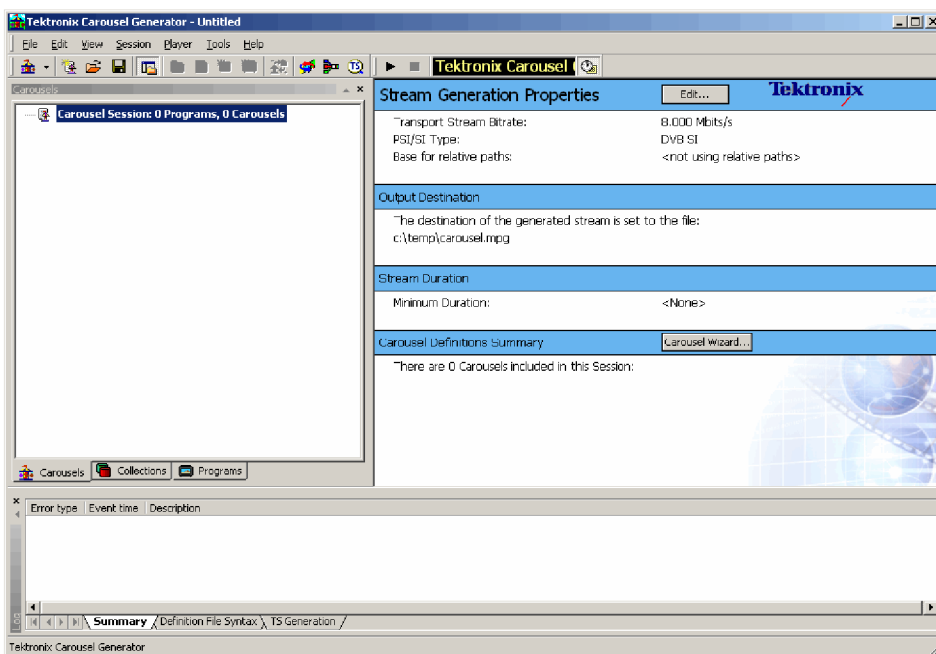 Tektronix Carousel Generator - Untitled
File Edit View Session Player Tools Help
TS
Tektronix Carousel
Carousels
Carousel Session: 0 Programs, 0 Carousels
Carousels Collections Programs
Stream Generation Properties Edit... Tektronix
Transport Stream Bitrate: 8.000 Mbits/s
PSI/SI Type: DVB SI
Base for relative paths: <not using relative paths>
Output Destination
The destination of the generated stream is set to the file:
c:\temp\carousel.mpg
Stream Duration
Minimum Duration: <None>
Carousel Definitions Summary Carousel Wizard...
There are 0 Carousels included in this Session:
Error type Event time Description
Summary Definition File Syntax TS Generation
Tektronix Carousel Generator